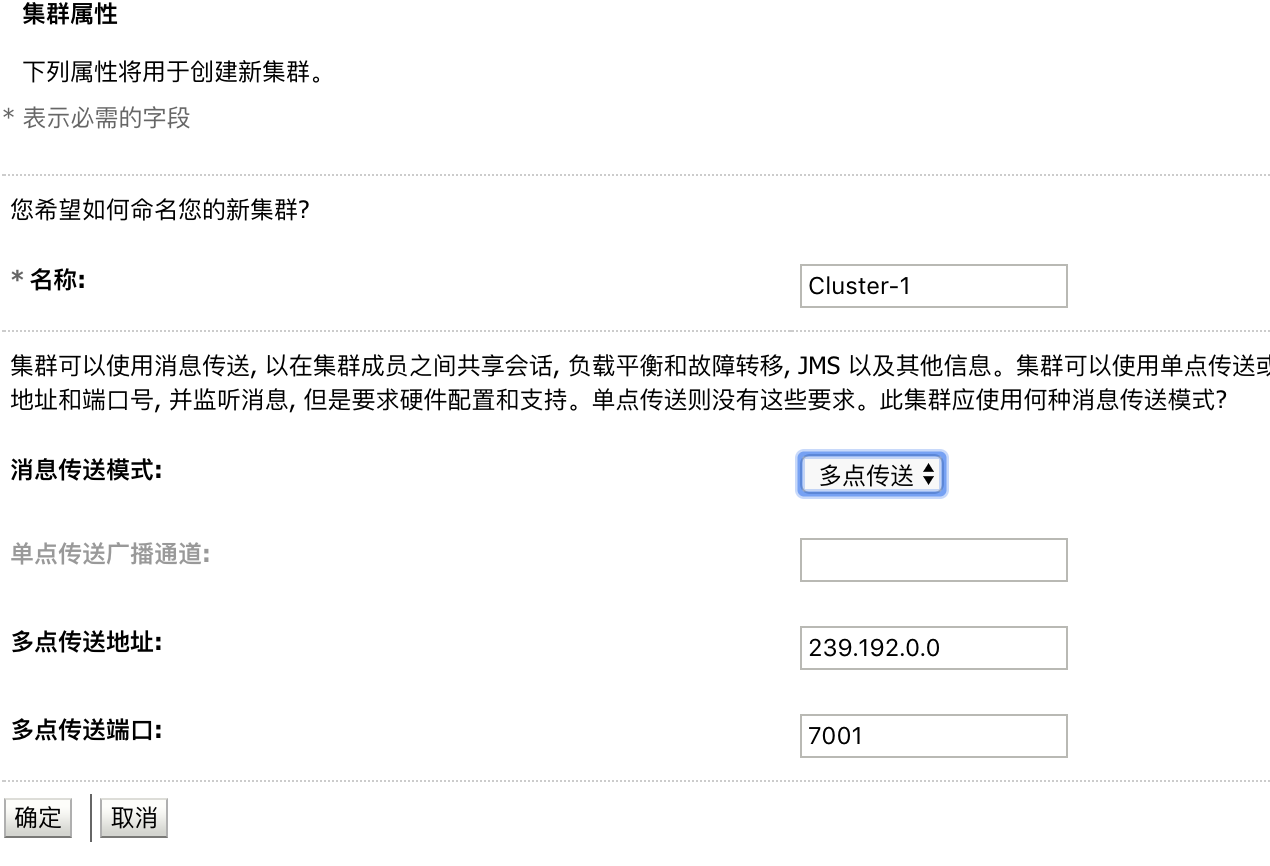 集群属性
下列属性将用于创建新集群。
* 表示必需的字段
您希望如何命名您的新集群?
* 名称:
Cluster-1
集群可以使用消息传送, 以在集群成员之间共享会话, 负载平衡和故障转移, JMS 以及其他信息。集群可以使用单点传送或
地址和端口号, 并监听消息, 但是要求硬件配置和支持。单点传送则没有这些要求。此集群应使用何种消息传送模式?
消息传送模式:
多点传送
单点传送广播通道:
多点传送地址:
239.192.0.0
多点传送端口:
7001
确定
取消